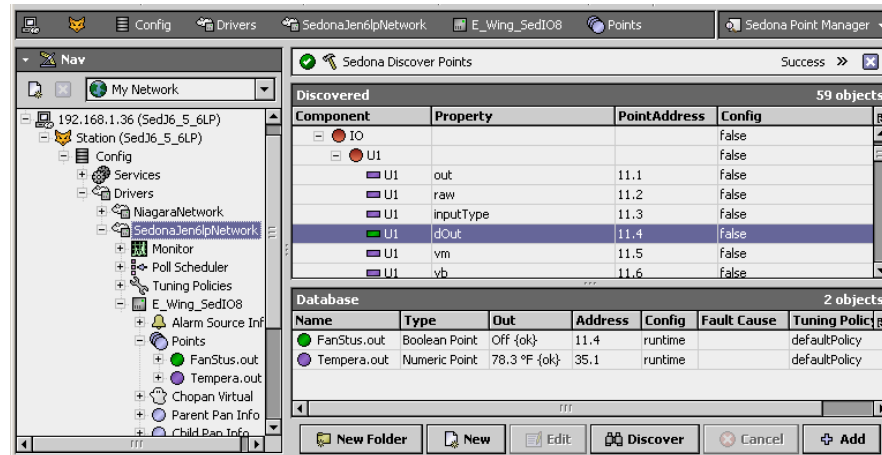 Config Drivers SedonaJen6lpNetwork E_Wing_SedIO8 Points Sedona Point Manager
Nav
My Network
192.168.1.36 (SedJ6_5_6LP)
Station (SedJ6_5_6LP)
Config
Services
Drivers
NiagaraNetwork
SedonaJen6lpNetwork
Monitor
Poll Scheduler
Tuning Policies
E_Wing_SedIO8
Alarm Source Inf
Points
FanStus.out
Tempera.out
Chopan Virtual
Parent Pan Info
Child Pan Info
Sedona Discover Points Success »
Discovered 59 objects
Component Property PointAddress Config
IO false
U1 false
U1 out 11.1 false
U1 raw 11.2 false
U1 inputType 11.3 false
U1 dOut 11.4 false
U1 vm 11.5 false
U1 vb 11.6 false
Database 2 objects
Name Type Out Address Config Fault Cause Tuning Policy
FanStus.out Boolean Point Off {ok} 11.4 runtime defaultPolicy
Tempera.out Numeric Point 78.3 °F {ok} 35.1 runtime defaultPolicy
New Folder New Edit Discover Cancel Add